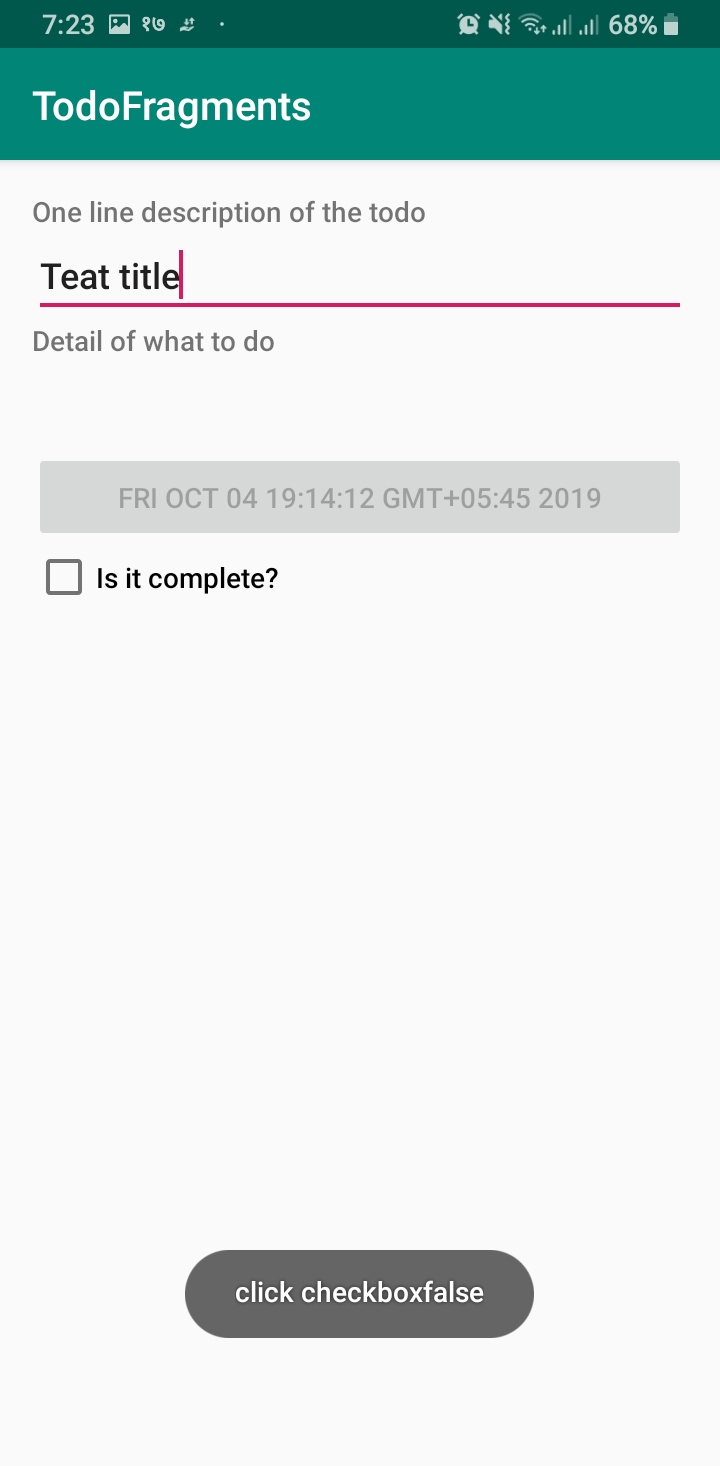 7:23 १७ 68%
TodoFragments
One line description of the todo
Teat title
Detail of what to do
FRI OCT 04 19:14:12 GMT+05:45 2019
Is it complete?
click checkboxfalse